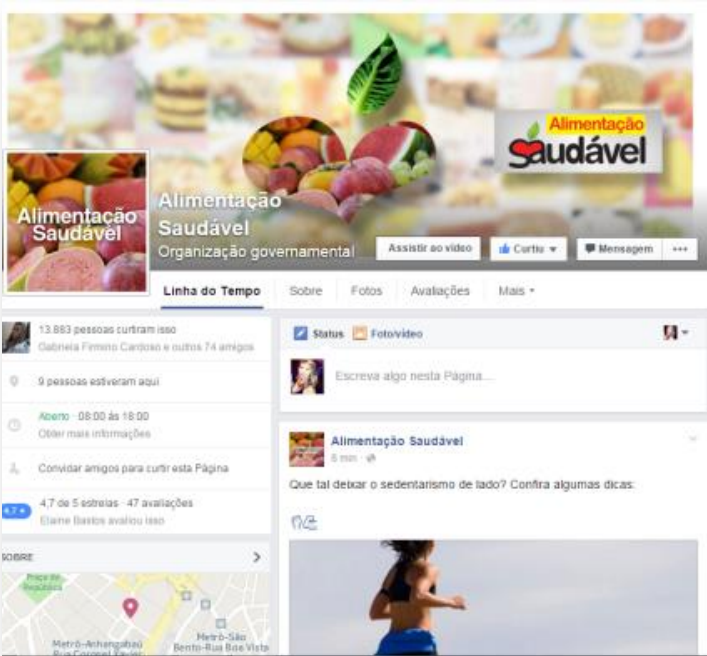 Alimentação
Saudável
Alimentação
Saudável
Alimentação
Saudável
Organização governamental
Assistir ao vídeo
Curtiu
Mensagem
Linha do Tempo
Sobre
Fotos
Avaliações
Mais
13.883 pessoas curtiram isso
Gabriela Firmino Cardoso e outros 74 amigos
9 pessoas estiveram aqui
Aberto · 08:00 às 18:00
Obter mais informações
Convidar amigos para curtir esta Página
4,7 de 5 estrelas · 47 avaliações
Elaine Bastos avaliou isso
SOBRE
Praça da
República
Metrô-Anhangabaú
Metrô-São
Bento-Rua Boa Vista
Status
Foto/vídeo
Escreva algo nesta Página...
Alimentação Saudável
6 min ·
Que tal deixar o sedentarismo de lado? Confira algumas dicas: